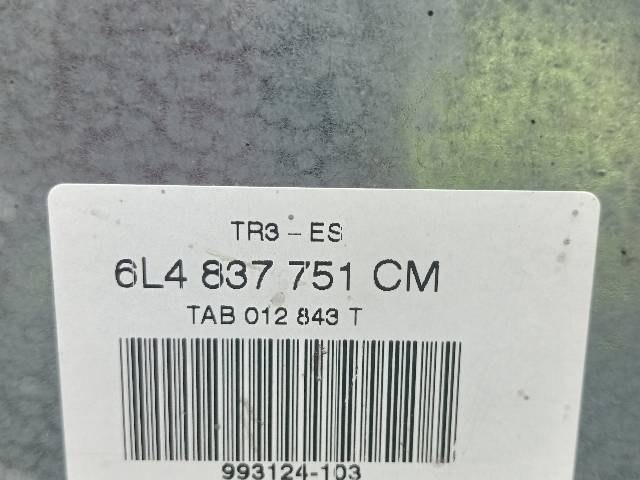 TR3 - ES
6L4 837 751 CM
TAB 012 843 T
993124-103